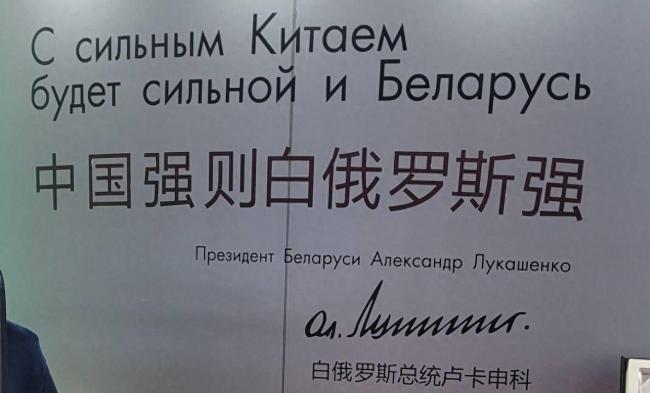 С сильным Китаем
будет сильной и Беларусь
中国强则白俄罗斯强
Президент Беларуси Александр Лукашенко
白俄罗斯总统卢卡申科